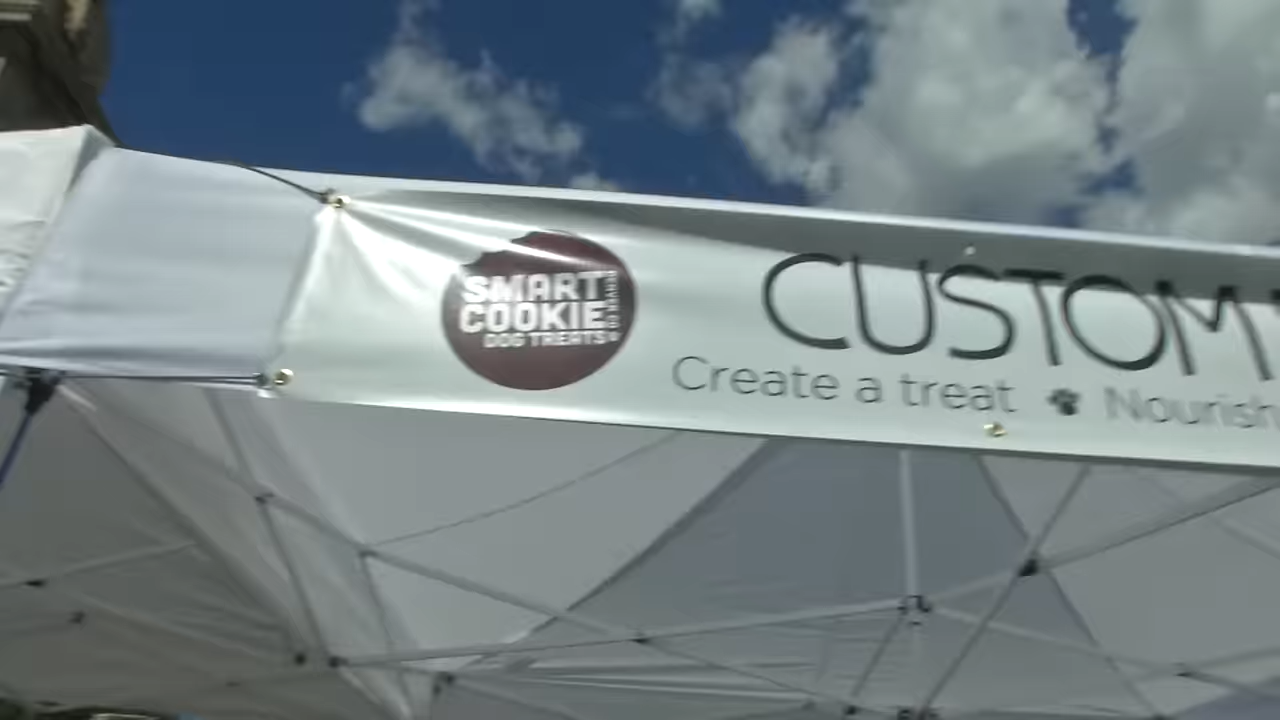 SMART
COOKIE
DOG TREATS
CUSTOM
Create a treat
Nourish